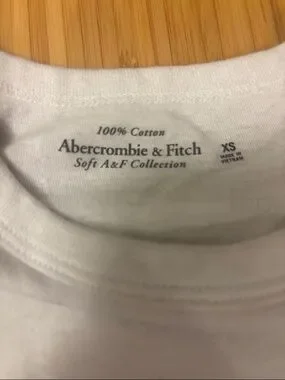 100% Cotton
Abercrombie & Fitch
Soft A&F Collection
XS
MADE IN
VIETNAM